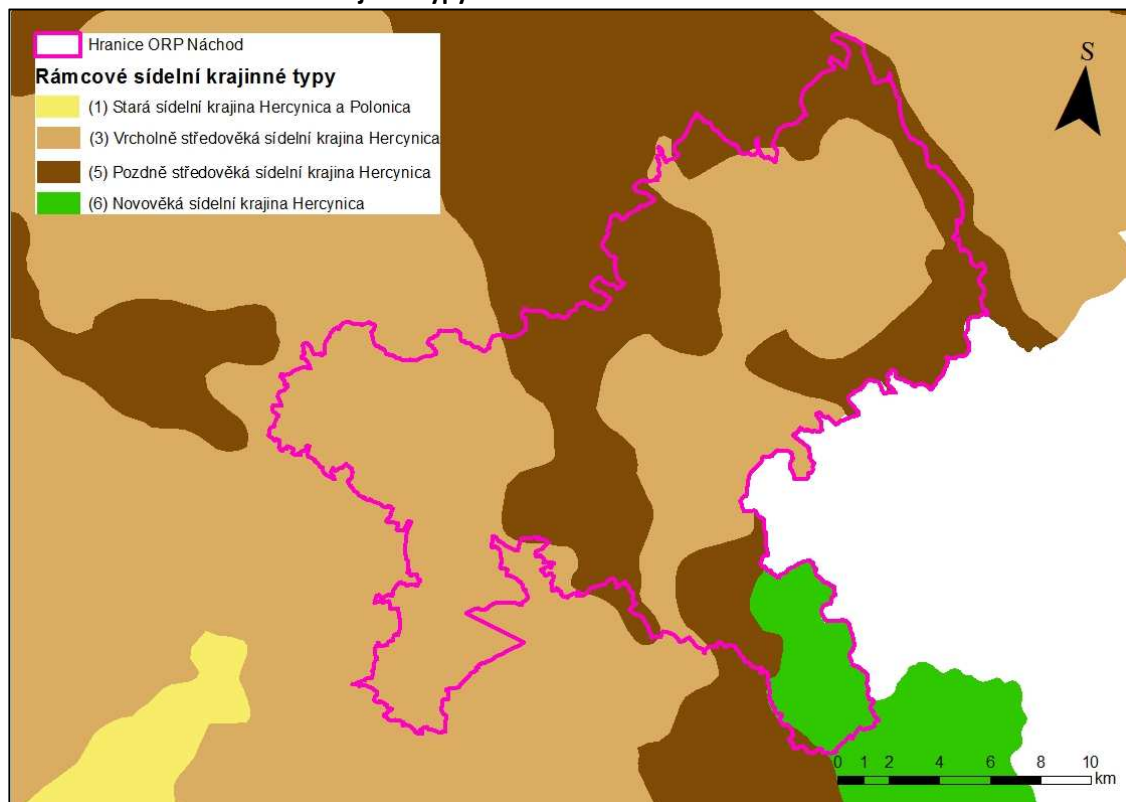 Hranice ORP Náchod
Rámcové sídelní krajinné typy
(1) Stará sídelní krajina Hercynica a Polonica
(3) Vrcholně středověká sídelní krajina Hercynica
(5) Pozdně středověká sídelní krajina Hercynica
(6) Novověká sídelní krajina Hercynica
S
0 1 2 4 6 8 10
km